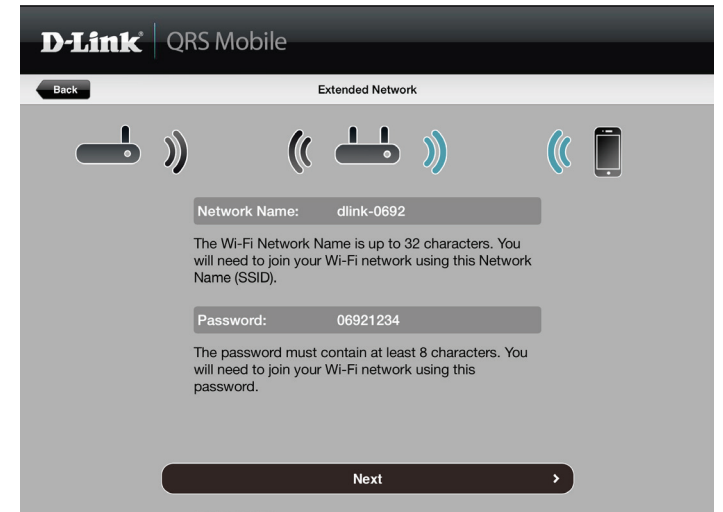 D-Link® QRS Mobile
Back Extended Network
Network Name: dlink-0692
The Wi-Fi Network Name is up to 32 characters. You
will need to join your Wi-Fi network using this Network
Name (SSID).
Password: 06921234
The password must contain at least 8 characters. You
will need to join your Wi-Fi network using this
password.
Next